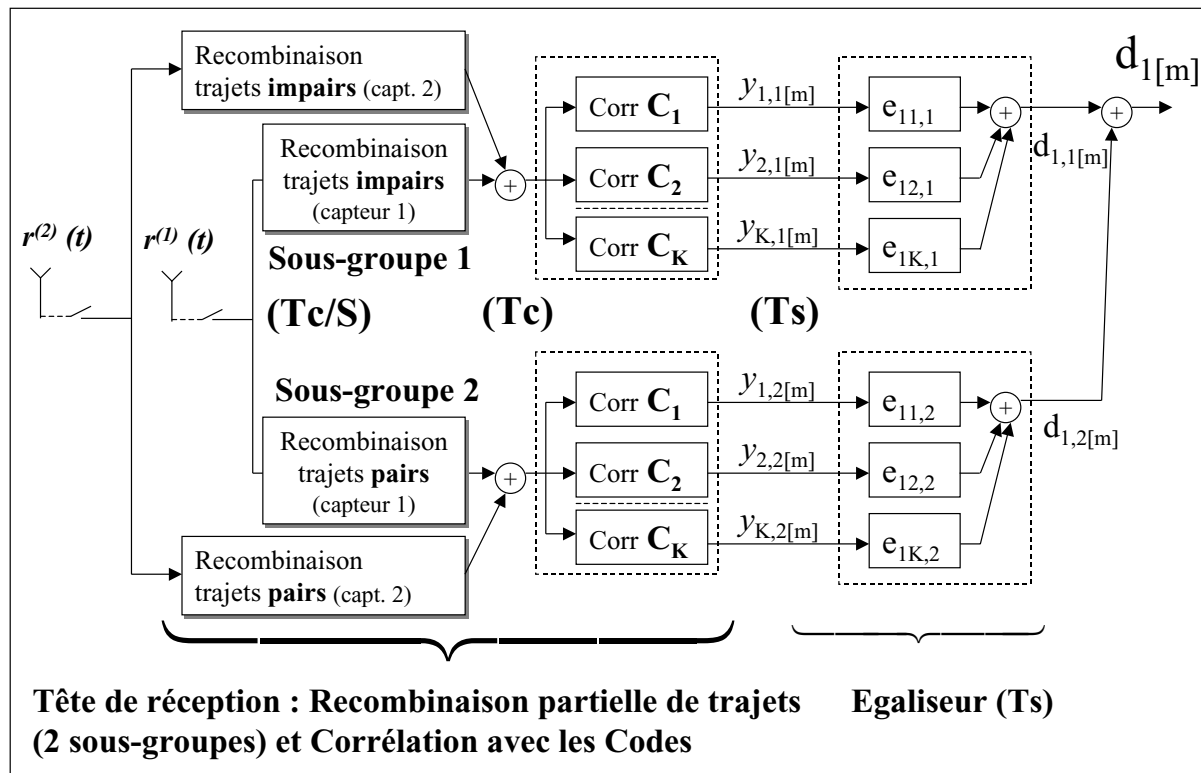 Recombinaison
trajets impairs (capt. 2)
Recombinaison
trajets impairs
(capteur 1)
r(2) (t)
r(1) (t)
Sous-groupe 1
(Tc/S)
(Tc)
(Ts)
+
Corr C1
Corr C2
Corr CK
y1,1[m]
y2,1[m]
yK,1[m]
e11,1
e12,1
e1K,1
+
d1,1[m]
+
d1[m]
Sous-groupe 2
Recombinaison
trajets pairs
(capteur 1)
Recombinaison
trajets pairs (capt. 2)
+
Corr C1
Corr C2
Corr CK
y1,2[m]
y2,2[m]
yK,2[m]
e11,2
e12,2
e1K,2
+
d1,2[m]
Tête de réception : Recombinaison partielle de trajets
(2 sous-groupes) et Corrélation avec les Codes
Egaliseur (Ts)